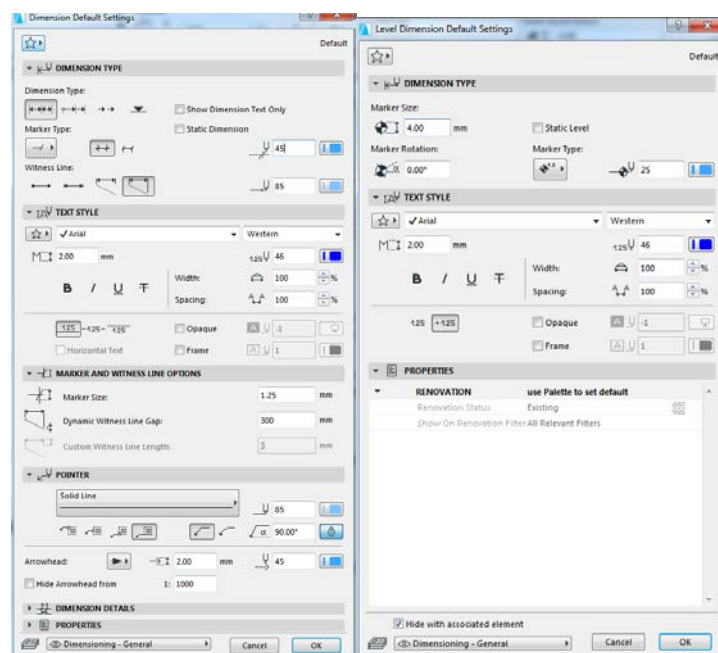 Dimension Default Settings
Default
DIMENSION TYPE
Dimension Type:
Show Dimension Text Only
Marker Type:
Static Dimension
45
Witness Line:
85
TEXT STYLE
Arial
Western
2.00 mm
46
B I U T
Width: 100 %
Spacing: 100 %
Opaque -1
Horizontal Text
Frame 1
MARKER AND WITNESS LINE OPTIONS
Marker Size: 1.25 mm
Dynamic Witness Line Gap: 300 mm
Custom Witness Line Length: 3 mm
POINTER
Solid Line
85
α 90.00°
Arrowhead: 2.00 mm 45
Hide Arrowhead from 1: 1000
DIMENSION DETAILS
PROPERTIES
Dimensioning - General
Cancel
OK
Level Dimension Default Settings
Default
DIMENSION TYPE
Marker Size:
4.00 mm
Static Level
Marker Rotation:
Marker Type:
0.00°
25
TEXT STYLE
Arial
Western
2.00 mm
46
B I U T
Width: 100 %
Spacing: 100 %
Opaque -1
Frame 1
PROPERTIES
RENOVATION use Palette to set default
Renovation Status Existing
Show On Renovation Filter All Relevant Filters
Hide with associated element
Dimensioning - General
Cancel
OK